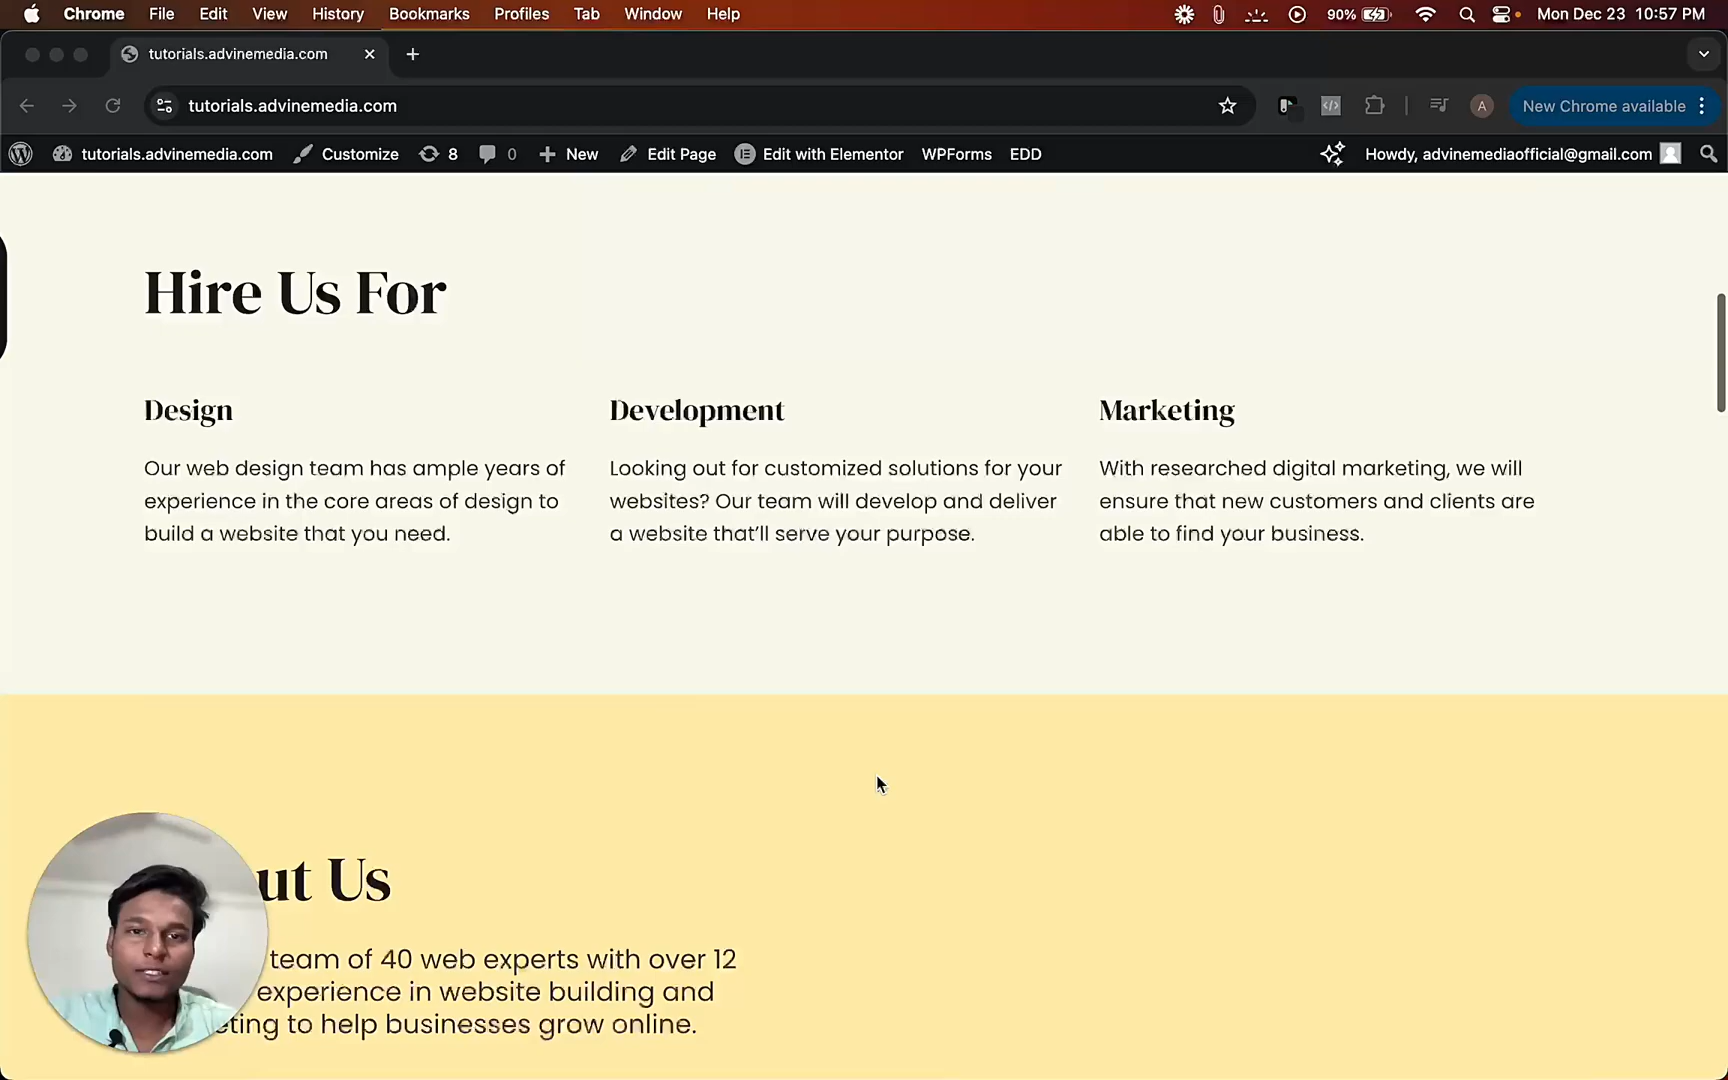 Chrome File Edit View History Bookmarks Profiles Tab Window Help 90% Mon Dec 23 10:57 PM
tutorials.advinemedia.com
tutorials.advinemedia.com A New Chrome available
tutorials.advinemedia.com Customize 8 0 New Edit Page Edit with Elementor WPForms EDD Howdy, advinemediaofficial@gmail.com
Hire Us For
Design
Our web design team has ample years of
experience in the core areas of design to
build a website that you need.
Development
Looking out for customized solutions for your
websites? Our team will develop and deliver
a website that’ll serve your purpose.
Marketing
With researched digital marketing, we will
ensure that new customers and clients are
able to find your business.
ut Us
team of 40 web experts with over 12
experience in website building and
eting to help businesses grow online.